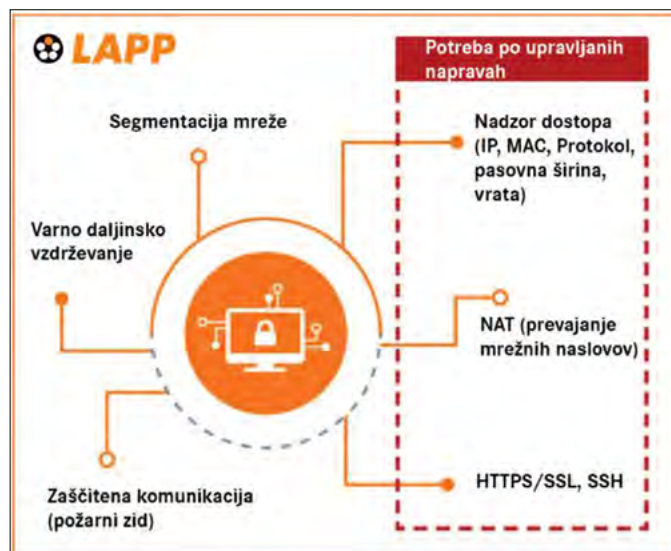 LAPP
Potreba po upravljanih
napravah
Segmentacija mreže
Nadzor dostopa
(IP, MAC, Protokol,
pasovna širina,
vrata)
Varno daljinsko
vzdrževanje
NAT (prevajanje
mrežnih naslovov)
Zaščitena komunikacija
(požarni zid)
HTTPS/SSL, SSH